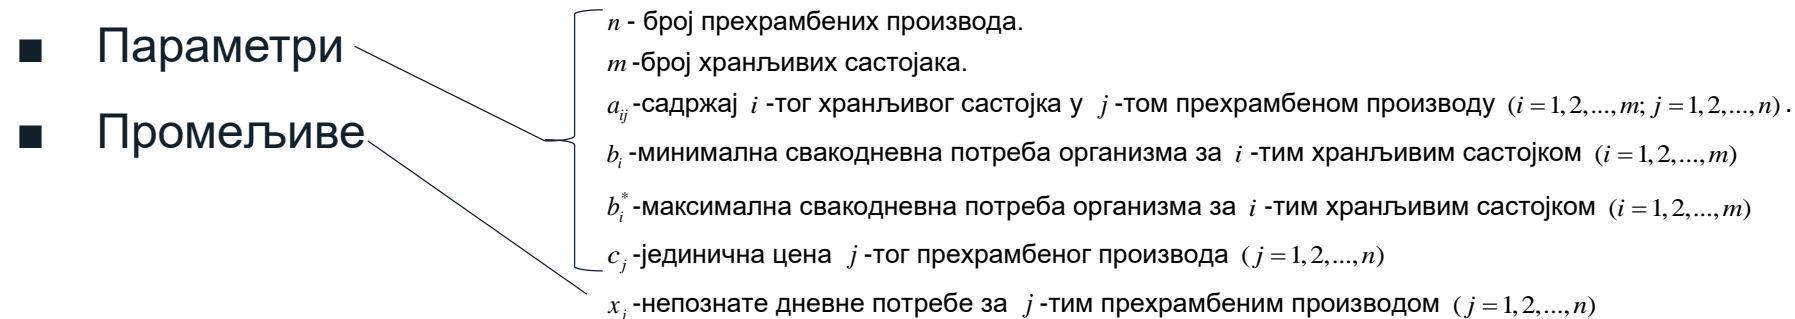 ■ Параметри
■ Промељиве
n - број прехрамбених производа.
m -број хранљивих састојака.
a_{ij} -садржај i -тог хранљивог састојка у j -том прехрамбеном производу (i = 1, 2, ..., m; j = 1, 2, ..., n) .
b_i -минимална свакодневна потреба организма за i -тим хранљивим састојком (i = 1, 2, ..., m)
b_i^* -максимална свакодневна потреба организма за i -тим хранљивим састојком (i = 1, 2, ..., m)
c_j -јединична цена j -тог прехрамбеног производа (j = 1, 2, ..., n)
x_j -непознате дневне потребе за j -тим прехрамбеним производом (j = 1, 2, ..., n)